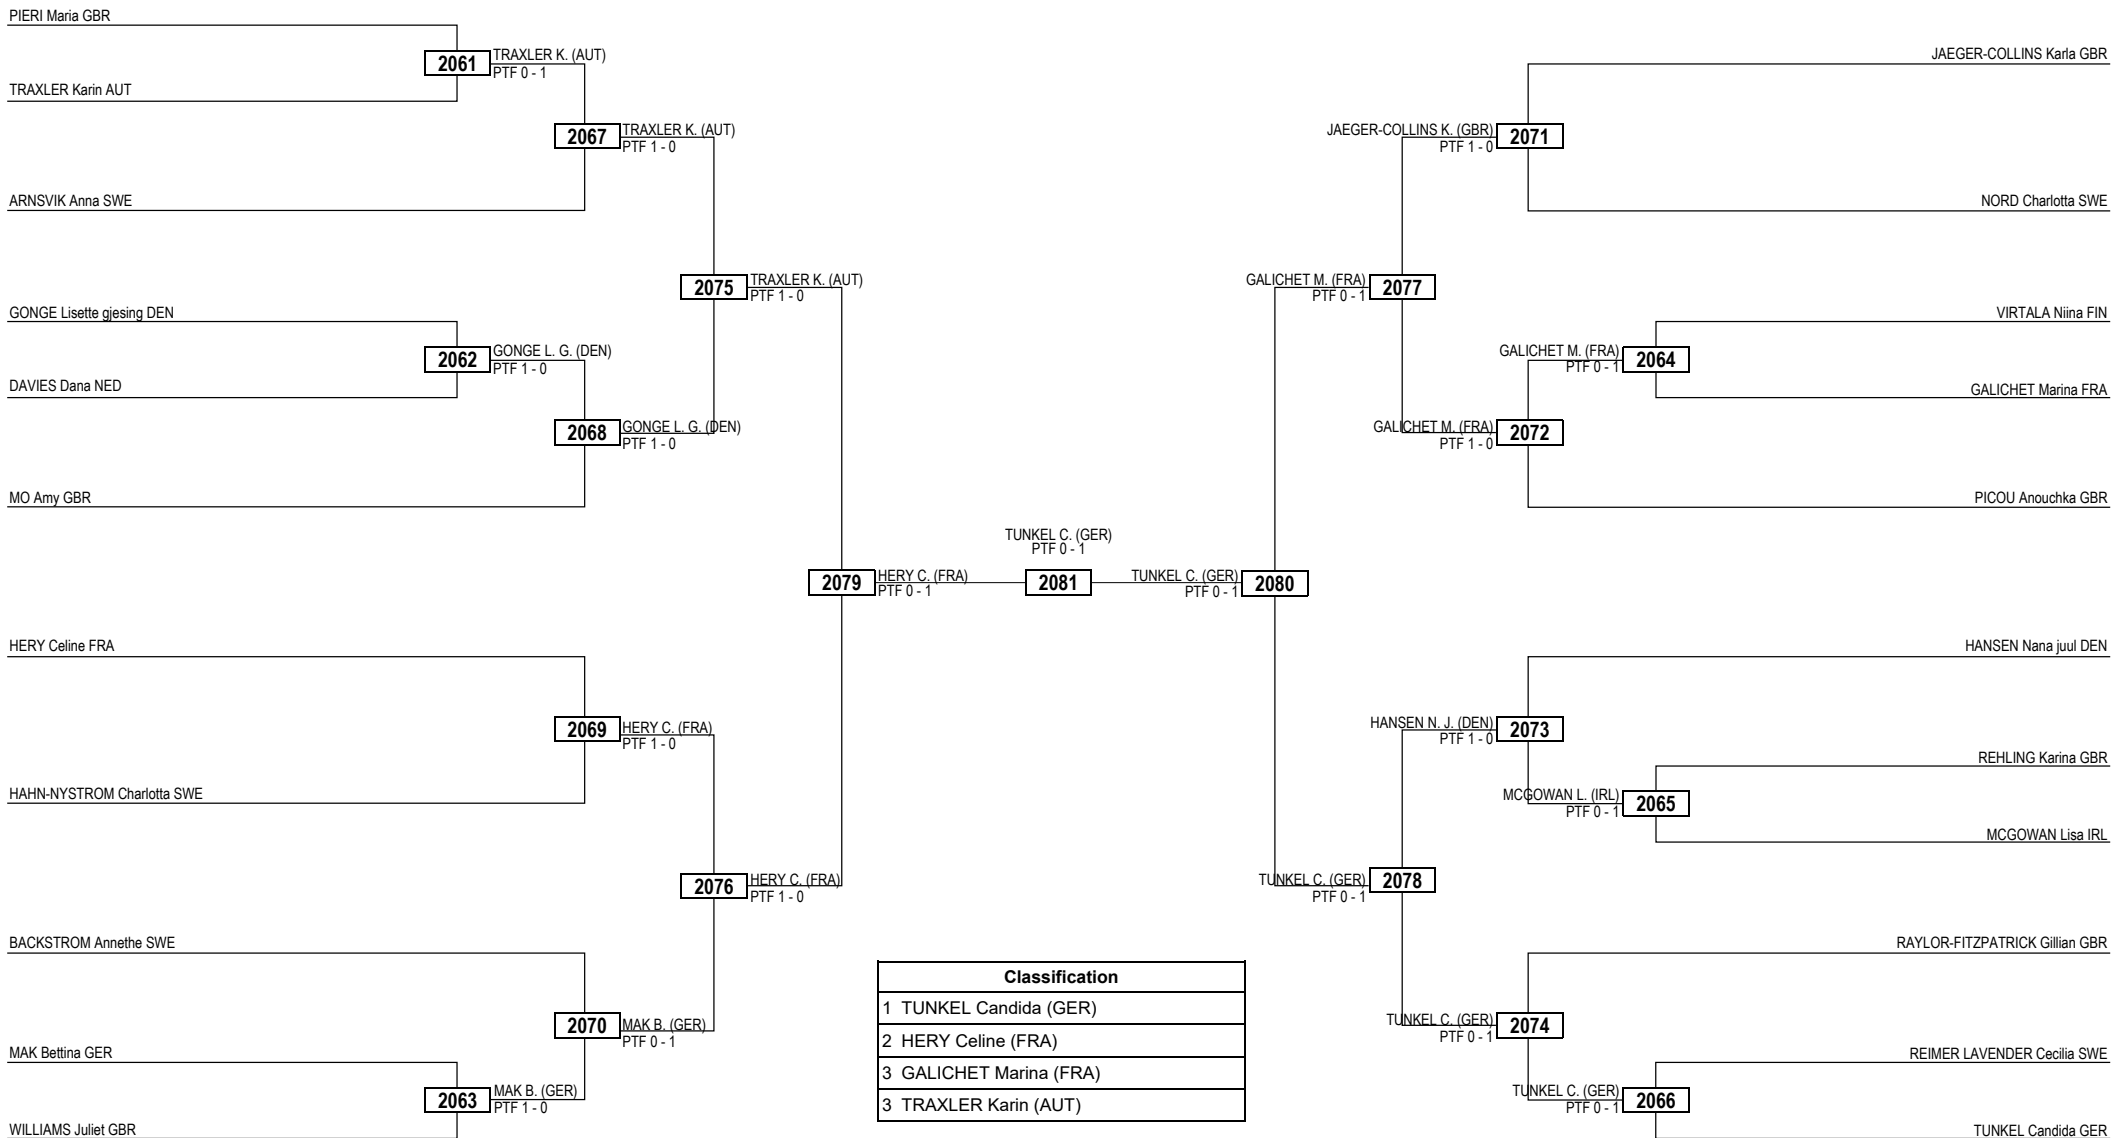 PIERI Maria GBR
2061
TRAXLER K. (AUT)
PTF 0 - 1
TRAXLER Karin AUT
2067
TRAXLER K. (AUT)
PTF 1 - 0
ARNSVIK Anna SWE
2075
TRAXLER K. (AUT)
PTF 1 - 0
GONGE Lisette gjesing DEN
2062
GONGE L. G. (DEN)
PTF 1 - 0
DAVIES Dana NED
2068
GONGE L. G. (DEN)
PTF 1 - 0
MO Amy GBR
2079
HERY C. (FRA)
PTF 0 - 1
HERY Celine FRA
2069
HERY C. (FRA)
PTF 1 - 0
HAHN-NYSTROM Charlotta SWE
2076
HERY C. (FRA)
PTF 1 - 0
BACKSTROM Annethe SWE
2070
MAK B. (GER)
PTF 0 - 1
MAK Bettina GER
2063
MAK B. (GER)
PTF 1 - 0
WILLIAMS Juliet GBR
TUNKEL C. (GER)
PTF 0 - 1
2081
JAEGER-COLLINS Karla GBR
JAEGER-COLLINS K. (GBR)
PTF 1 - 0
2071
NORD Charlotta SWE
GALICHET M. (FRA)
PTF 0 - 1
2077
VIRTALA Niina FIN
GALICHET M. (FRA)
PTF 0 - 1
2064
GALICHET Marina FRA
GALICHET M. (FRA)
PTF 1 - 0
2072
PICOU Anouchka GBR
TUNKEL C. (GER)
PTF 0 - 1
2080
HANSEN Nana juul DEN
HANSEN N. J. (DEN)
PTF 1 - 0
2073
REHLING Karina GBR
MCGOWAN L. (IRL)
PTF 0 - 1
2065
MCGOWAN Lisa IRL
TUNKEL C. (GER)
PTF 0 - 1
2078
RAYLOR-FITZPATRICK Gillian GBR
TUNKEL C. (GER)
PTF 0 - 1
2074
REIMER LAVENDER Cecilia SWE
TUNKEL C. (GER)
PTF 0 - 1
2066
TUNKEL Candida GER
Classification
1 TUNKEL Candida (GER)
2 HERY Celine (FRA)
3 GALICHET Marina (FRA)
3 TRAXLER Karin (AUT)